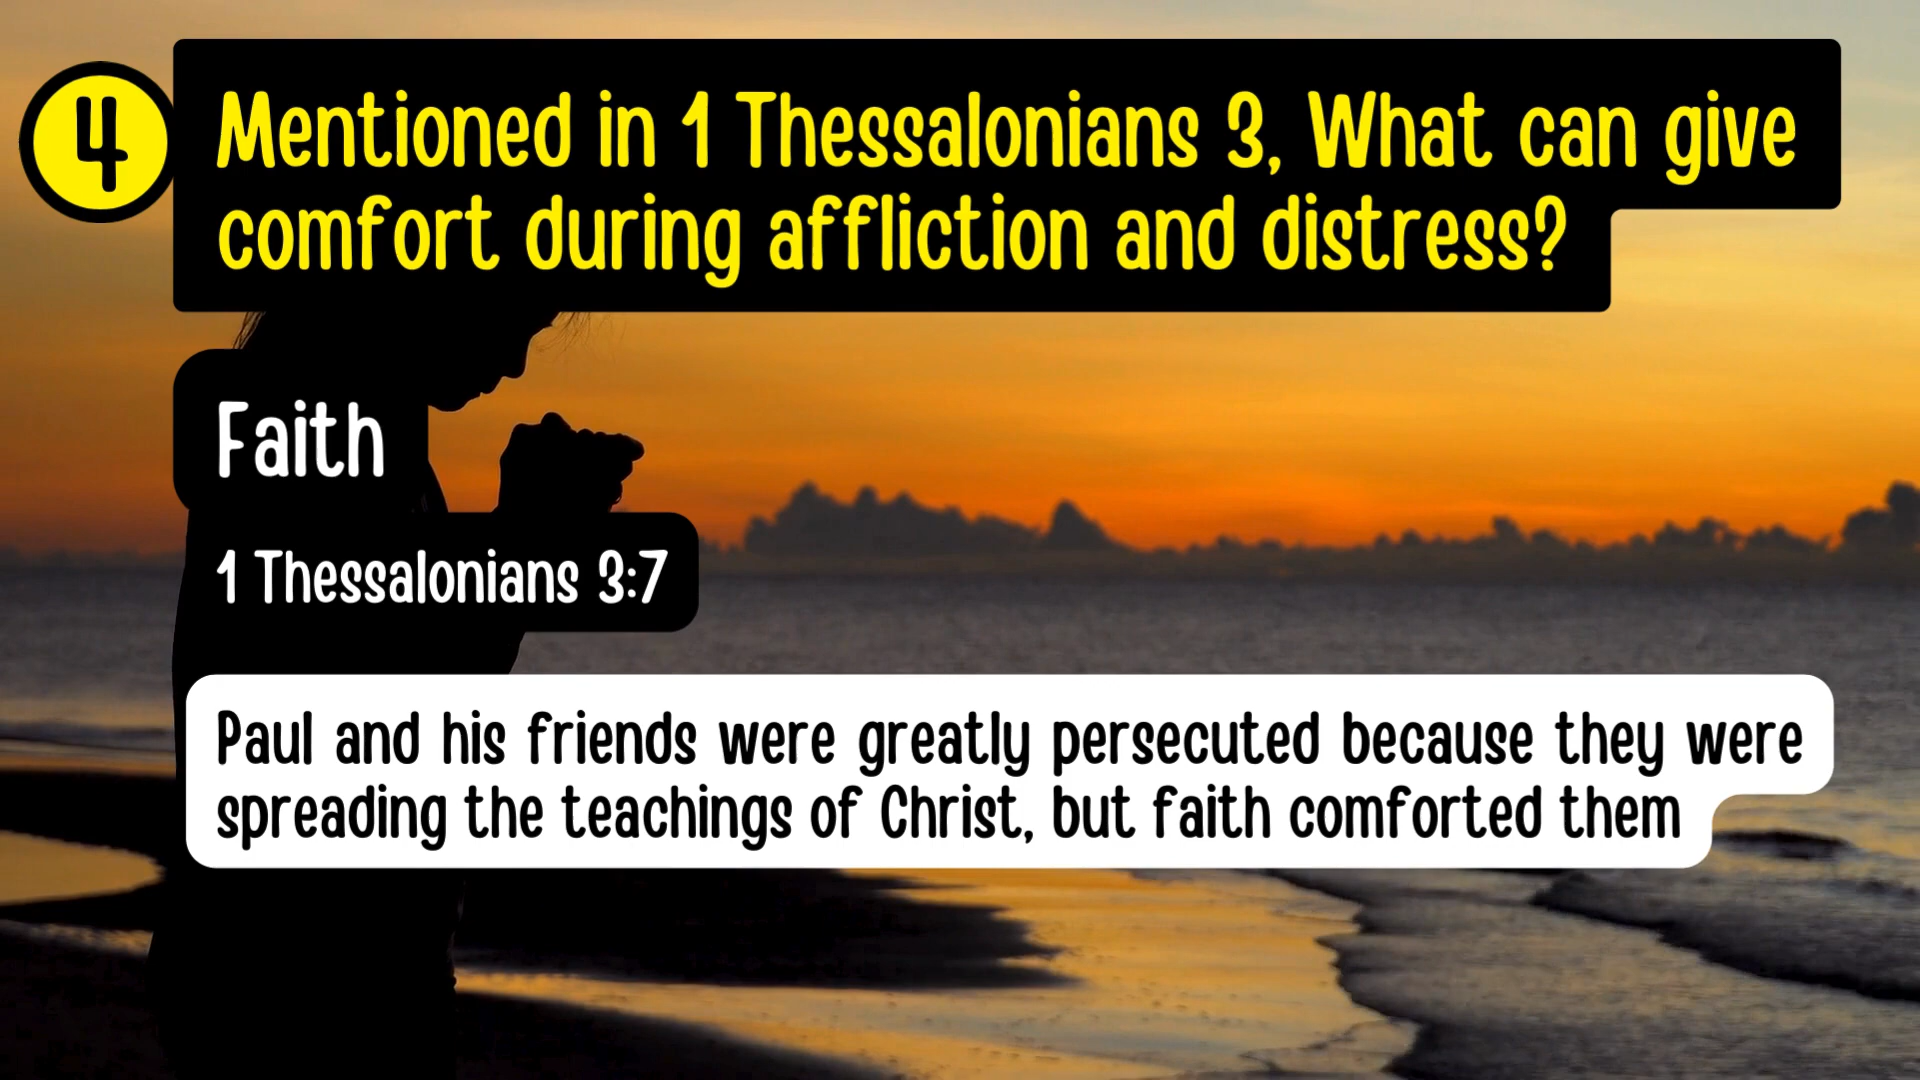 4
Mentioned in 1 Thessalonians 3, What can give
comfort during affliction and distress?
Faith
1 Thessalonians 3:7
Paul and his friends were greatly persecuted because they were
spreading the teachings of Christ, but faith comforted them